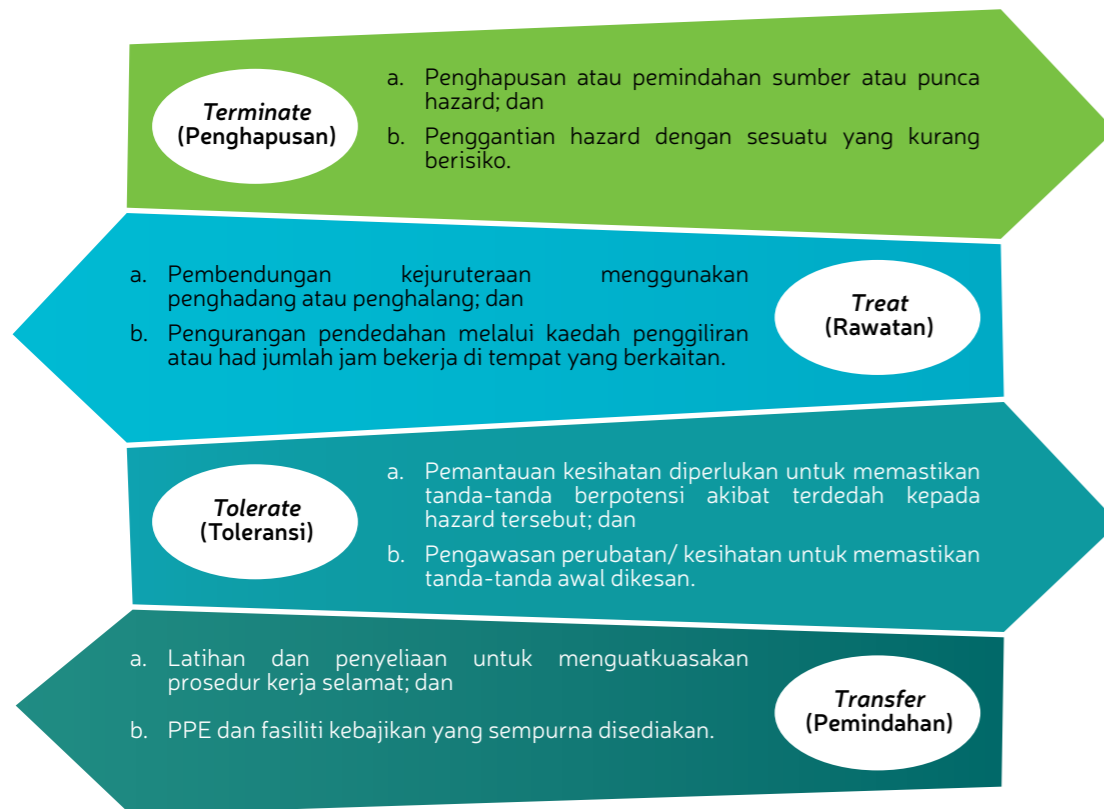 Terminate
(Penghapusan)
a. Penghapusan atau pemindahan sumber atau punca
hazard; dan
b. Penggantian hazard dengan sesuatu yang kurang
berisiko.
a. Pembendungan kejuruteraan menggunakan
penghadang atau penghalang; dan
b. Pengurangan pendedahan melalui kaedah penggiliran
atau had jumlah jam bekerja di tempat yang berkaitan.
Treat
(Rawatan)
Tolerate
(Toleransi)
a. Pemantauan kesihatan diperlukan untuk memastikan
tanda-tanda berpotensi akibat terdedah kepada
hazard tersebut; dan
b. Pengawasan perubatan/ kesihatan untuk memastikan
tanda-tanda awal dikesan.
a. Latihan dan penyeliaan untuk menguatkuasakan
prosedur kerja selamat; dan
b. PPE dan fasiliti kebajikan yang sempurna disediakan.
Transfer
(Pemindahan)